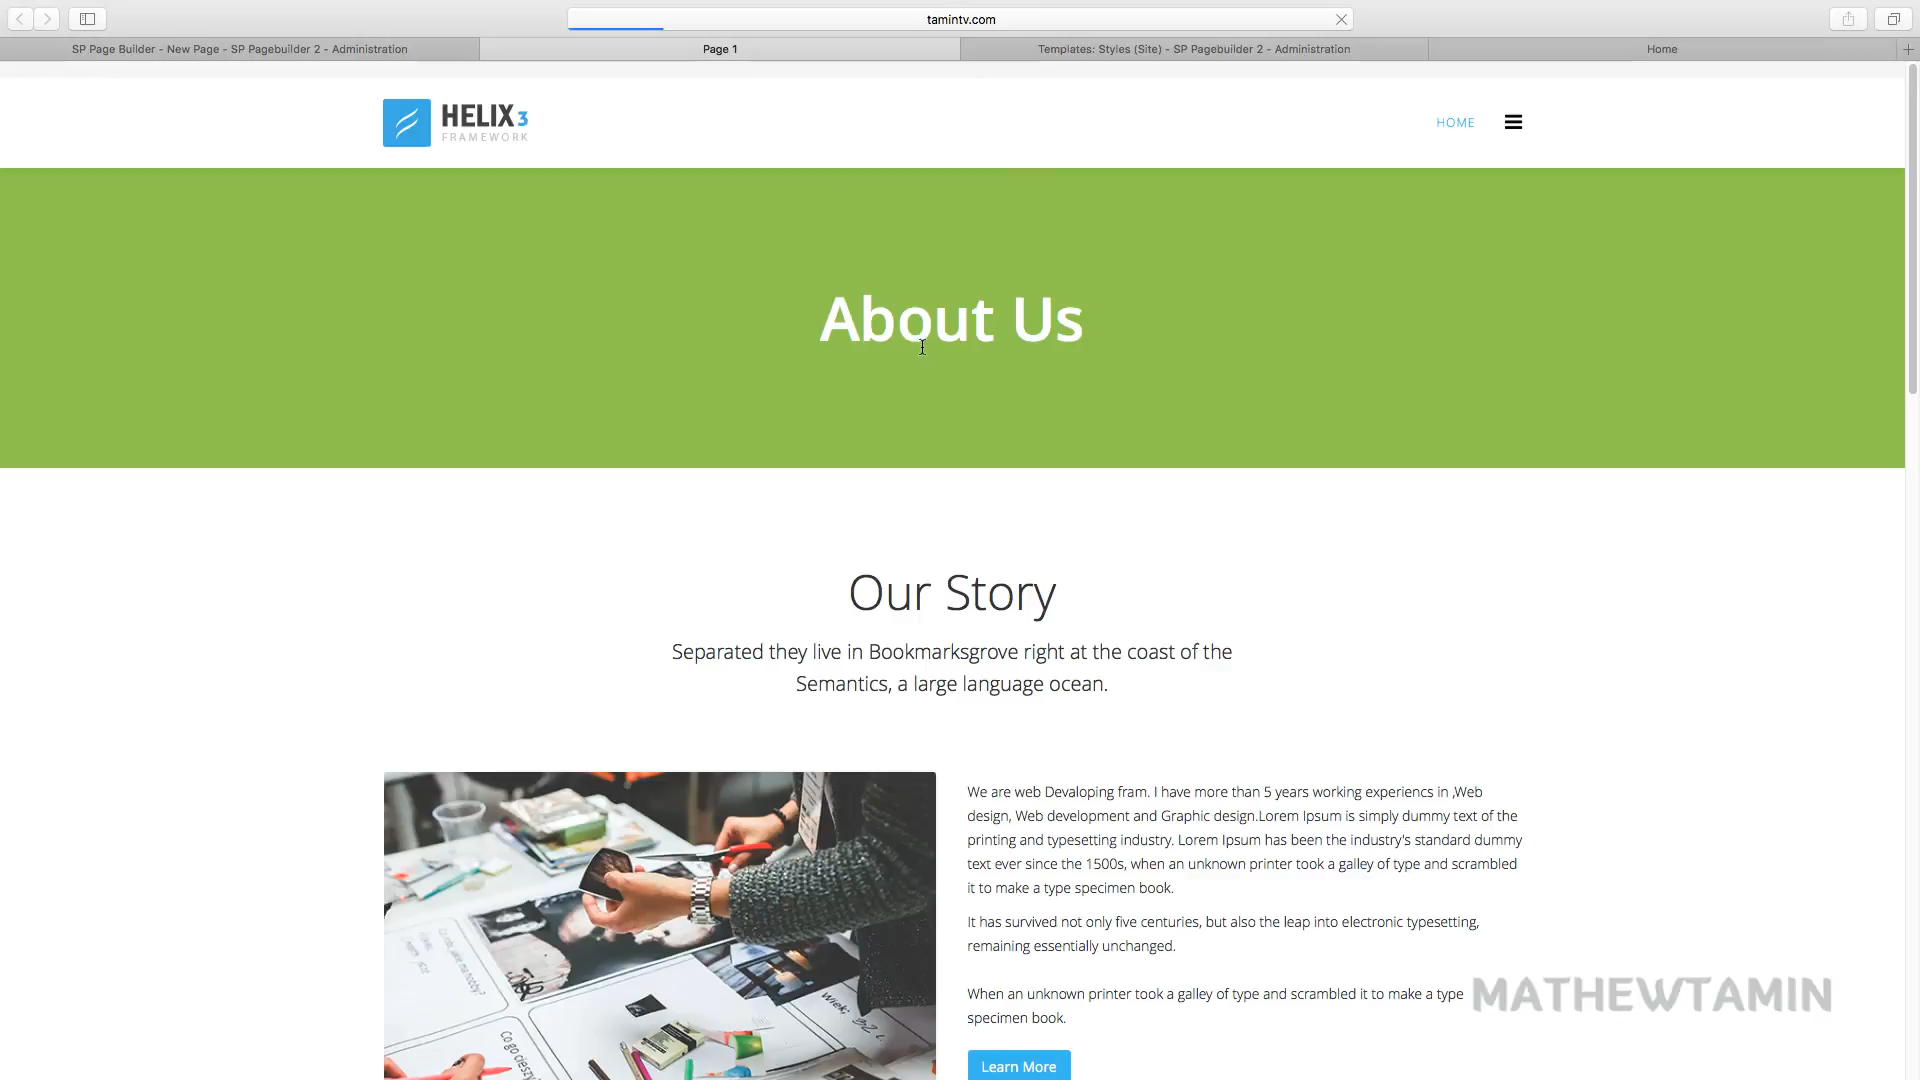 tamintv.com
SP Page Builder - New Page - SP Pagebuilder 2 - Administration
Page 1
Templates: Styles (Site) - SP Pagebuilder 2 - Administration
Home
HELIX 3
FRAMEWORK
HOME
About Us
Our Story
Separated they live in Bookmarksgrove right at the coast of the
Semantics, a large language ocean.
We are web Devaloping fram. I have more than 5 years working experiencs in ,Web
design, Web development and Graphic design.Lorem Ipsum is simply dummy text of the
printing and typesetting industry. Lorem Ipsum has been the industry's standard dummy
text ever since the 1500s, when an unknown printer took a galley of type and scrambled
it to make a type specimen book.
It has survived not only five centuries, but also the leap into electronic typesetting,
remaining essentially unchanged.
When an unknown printer took a galley of type and scrambled it to make a type
specimen book.
MATHEWTAMIN
Learn More
Wieki,
Co go cieszy